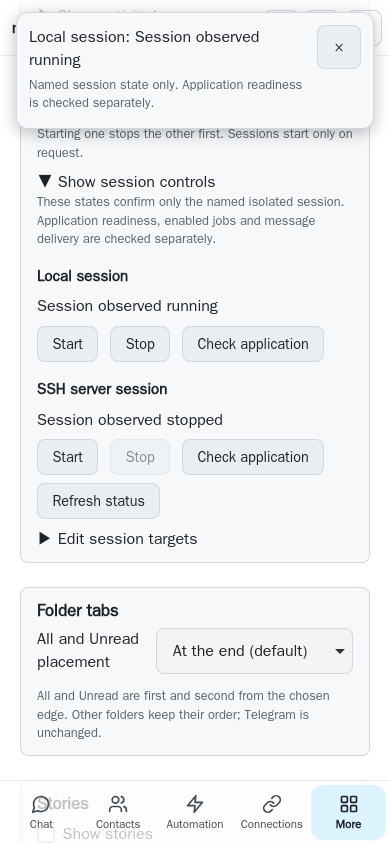 Local session: Session observed
running
×
Named session state only. Application readiness
is checked separately.
Starting one stops the other first. Sessions start only on
request.
▼ Show session controls
These states confirm only the named isolated session.
Application readiness, enabled jobs and message
delivery are checked separately.
Local session
Session observed running
Start Stop Check application
SSH server session
Session observed stopped
Start Stop Check application
Refresh status
▶ Edit session targets
Folder tabs
All and Unread
placement
At the end (default)
All and Unread are first and second from the chosen
edge. Other folders keep their order; Telegram is
unchanged.
Stories
Chat Contacts Automation Connections More
Show stories